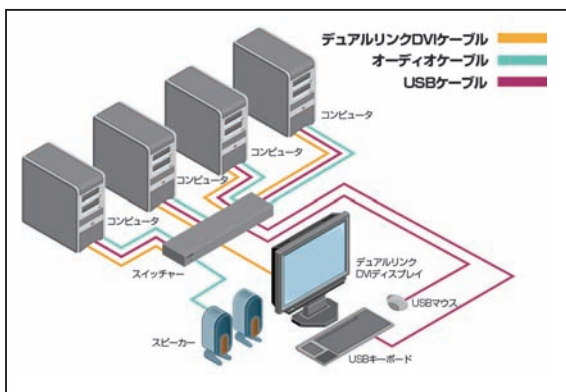 デュアルリンクDVIケーブル
オーディオケーブル
USBケーブル
コンピュータ
コンピュータ
コンピュータ
コンピュータ
スイッチャー
デュアルリンク
DVIディスプレイ
USBマウス
スピーカー
USBキーボード